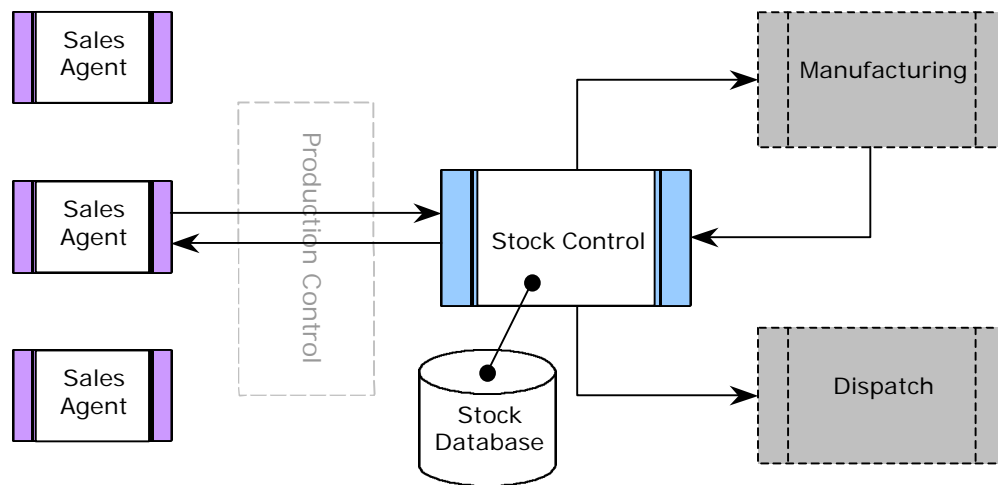 Sales
Agent
Manufacturing
Production Control
Sales
Agent
Stock Control
Sales
Agent
Stock
Database
Dispatch